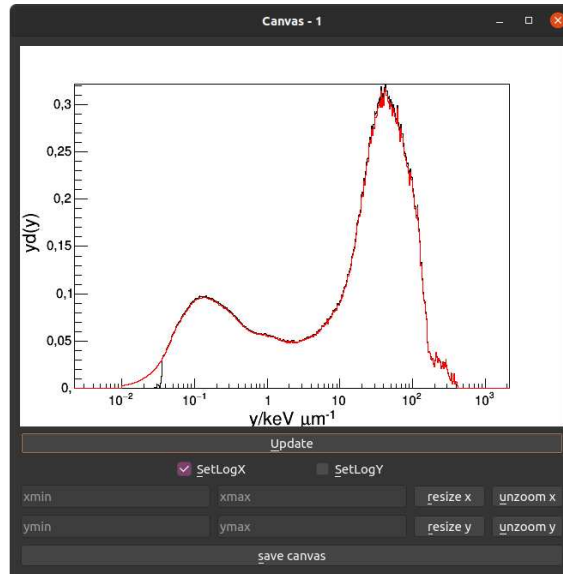 Canvas - 1
0,3
0,25
0,2
0,15
0,1
0,05
0,
yd(y)
10⁻² 10⁻¹ 1 10 10² 10³
y/keV μm⁻¹
Update
SetLogX SetLogY
xmin xmax resize x unzoom x
ymin ymax resize y unzoom y
save canvas